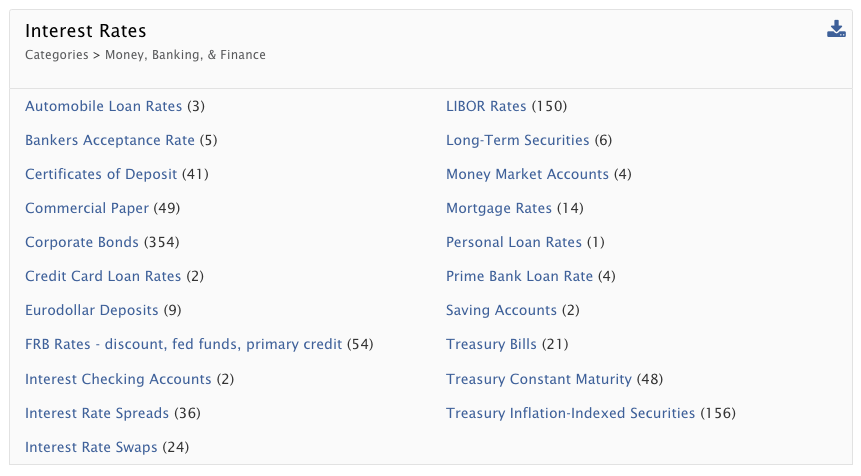 Interest Rates
Categories > Money, Banking, & Finance
Automobile Loan Rates (3)
Bankers Acceptance Rate (5)
Certificates of Deposit (41)
Commercial Paper (49)
Corporate Bonds (354)
Credit Card Loan Rates (2)
Eurodollar Deposits (9)
FRB Rates - discount, fed funds, primary credit (54)
Interest Checking Accounts (2)
Interest Rate Spreads (36)
Interest Rate Swaps (24)
LIBOR Rates (150)
Long-Term Securities (6)
Money Market Accounts (4)
Mortgage Rates (14)
Personal Loan Rates (1)
Prime Bank Loan Rate (4)
Saving Accounts (2)
Treasury Bills (21)
Treasury Constant Maturity (48)
Treasury Inflation-Indexed Securities (156)